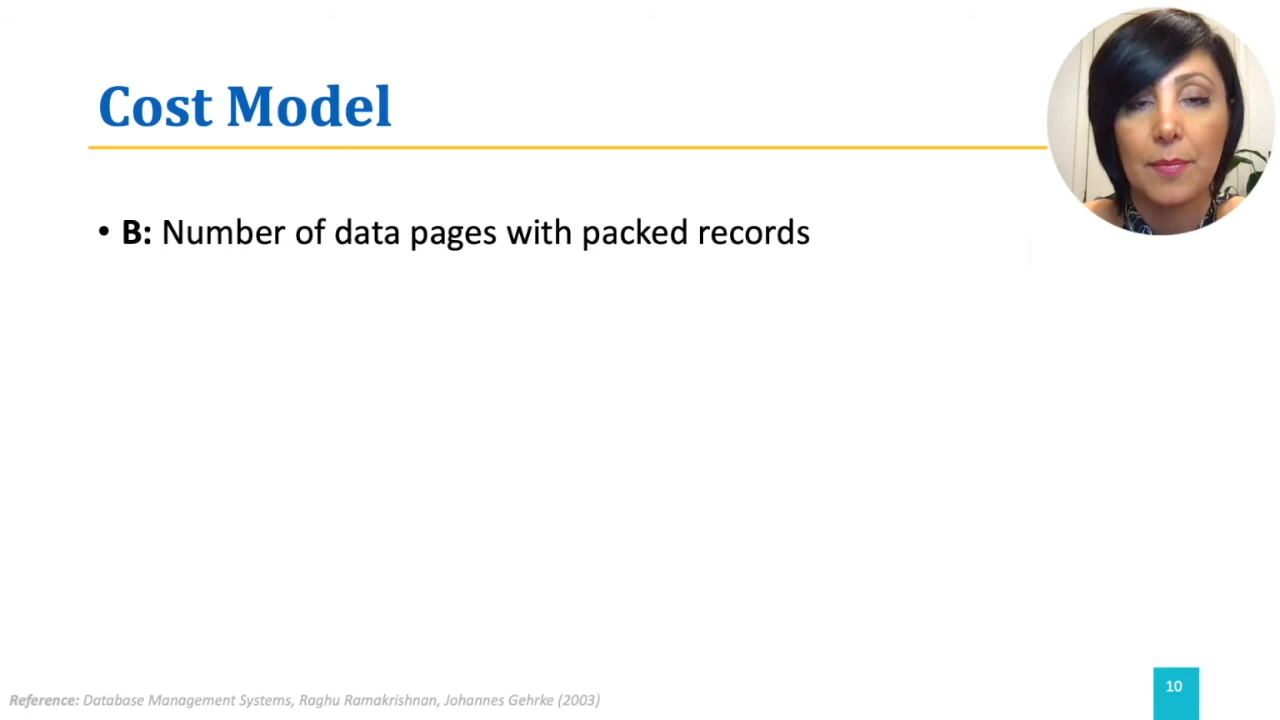 Cost Model
• B: Number of data pages with packed records
Reference: Database Management Systems, Raghu Ramakrishnan, Johannes Gehrke (2003)
10